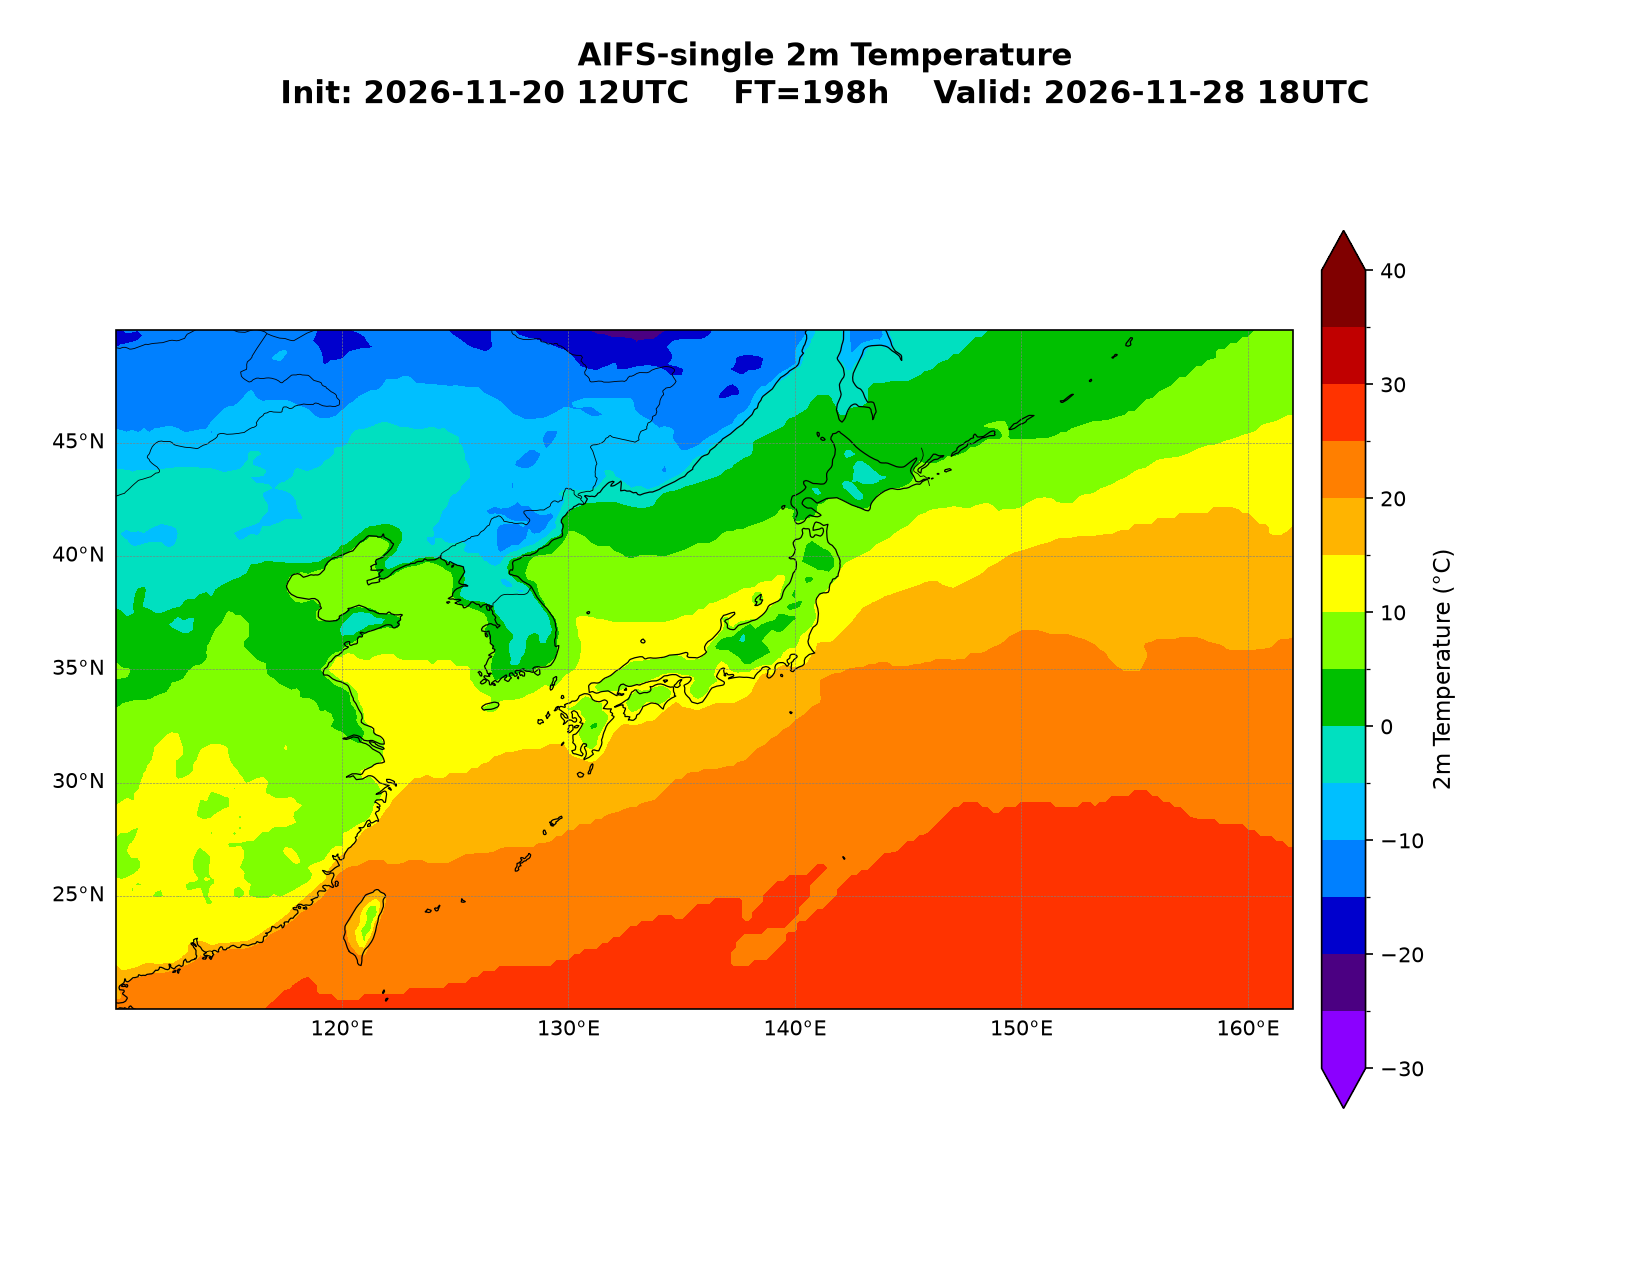 AIFS-single 2m Temperature
Init: 2026-11-20 12UTC    FT=198h    Valid: 2026-11-28 18UTC
45°N
40°N
35°N
30°N
25°N
120°E
130°E
140°E
150°E
160°E
40
30
20
10
0
−10
−20
−30
2m Temperature (°C)